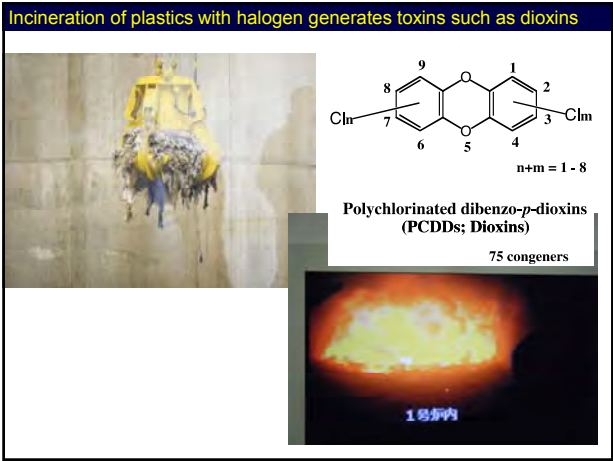 Incineration of plastics with halogen generates toxins such as dioxins
9
1
O
8
2
Cln
Clm
7
3
O
6
5
4
n+m = 1 - 8
Polychlorinated dibenzo-p-dioxins
(PCDDs; Dioxins)
75 congeners
1号炉内